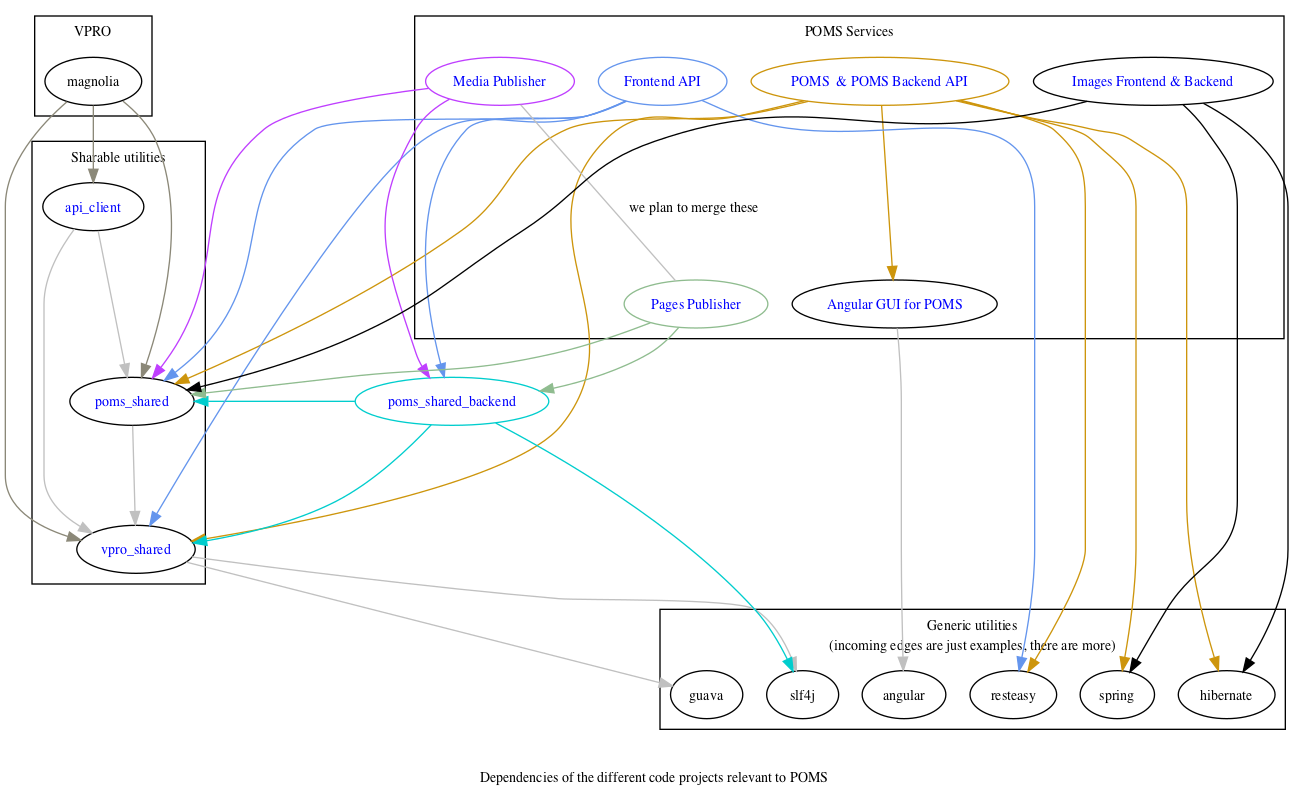 VPRO
POMS Services
magnolia
Media Publisher
Frontend API
POMS & POMS Backend API
Images Frontend & Backend
Sharable utilities
api_client
we plan to merge these
Pages Publisher
Angular GUI for POMS
poms_shared
poms_shared_backend
vpro_shared
Generic utilities
(incoming edges are just examples, there are more)
guava
slf4j
angular
resteasy
spring
hibernate
Dependencies of the different code projects relevant to POMS